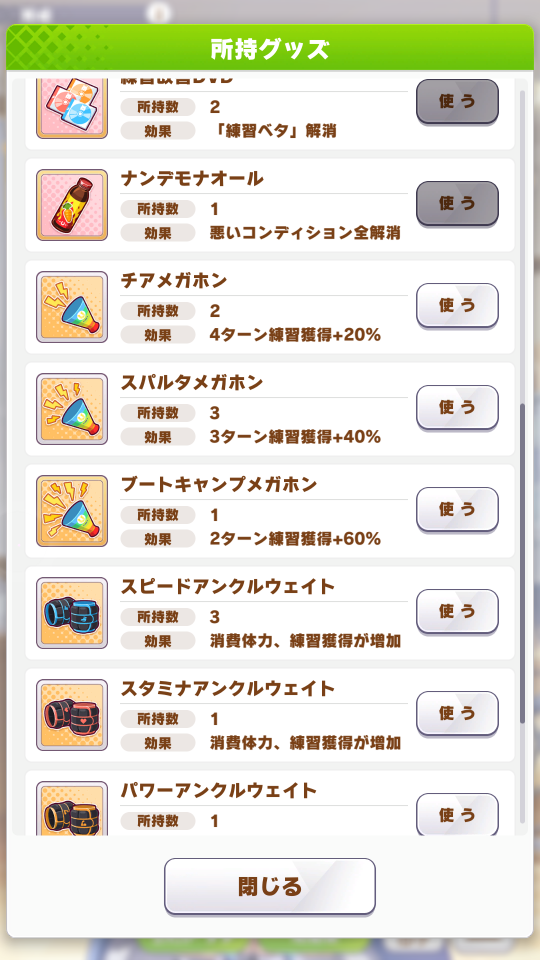 所持グッズ
練習改善DVD
所持数 2
効果 「練習ベタ」解消
使う
ナンデモナオール
所持数 1
効果 悪いコンディション全解消
使う
チアメガホン
所持数 2
効果 4ターン練習獲得+20%
使う
スパルタメガホン
所持数 3
効果 3ターン練習獲得+40%
使う
ブートキャンプメガホン
所持数 1
効果 2ターン練習獲得+60%
使う
スピードアンクルウェイト
所持数 3
効果 消費体力、練習獲得が増加
使う
スタミナアンクルウェイト
所持数 1
効果 消費体力、練習獲得が増加
使う
パワーアンクルウェイト
所持数 1
使う
閉じる